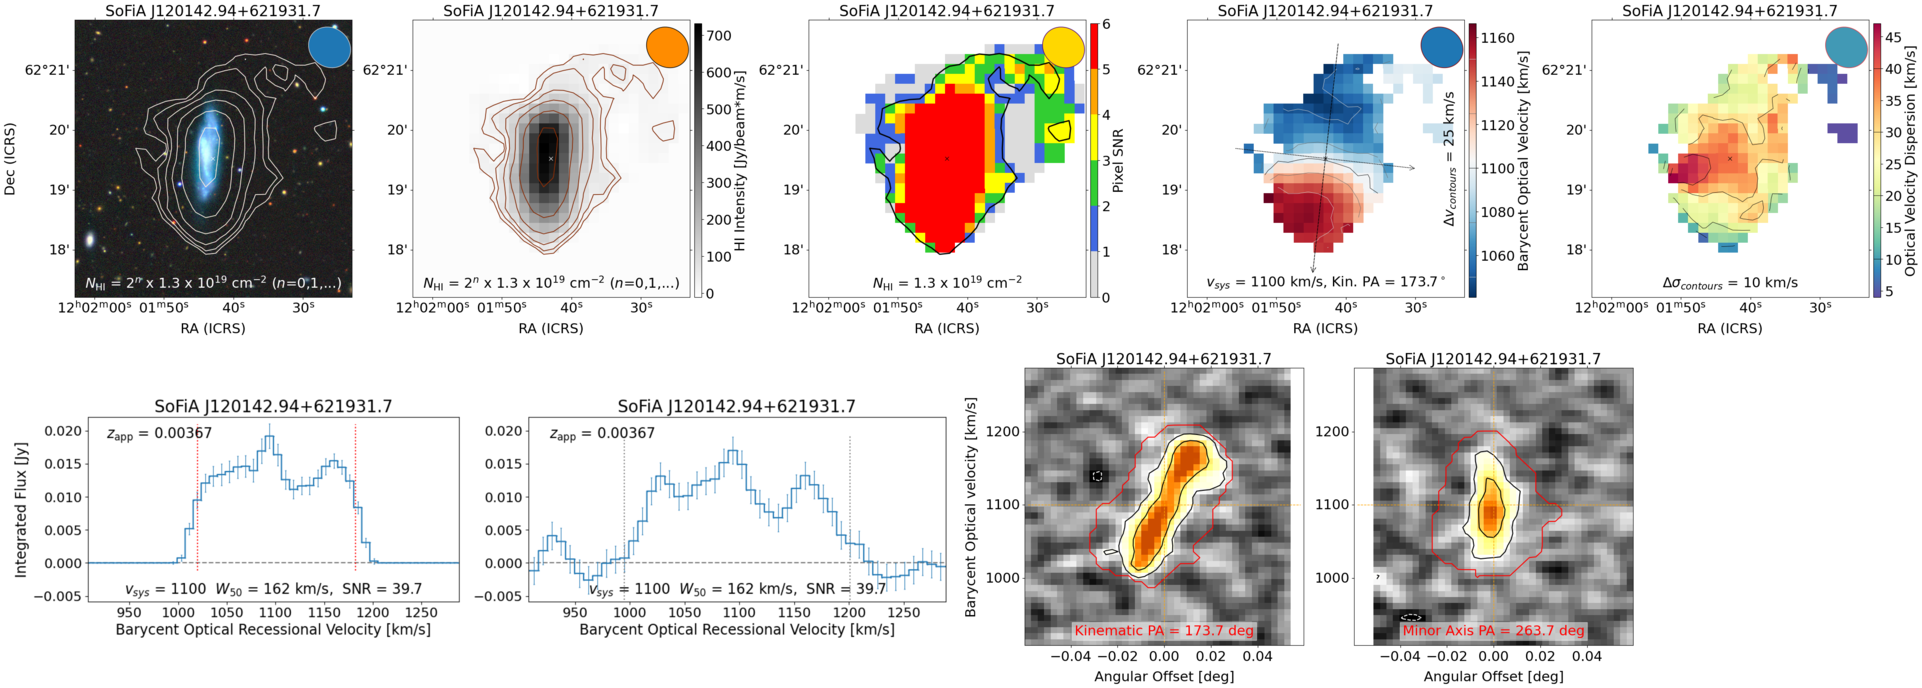 SoFiA J120142.94+621931.7
Dec (ICRS)
62°21'
20'
19'
18'
N_HI = 2^n x 1.3 x 10^19 cm^−2 (n=0,1,...)
12h02m00s 01m50s 40s 30s
RA (ICRS)
SoFiA J120142.94+621931.7
62°21'
20'
19'
18'
N_HI = 2^n x 1.3 x 10^19 cm^−2 (n=0,1,...)
12h02m00s 01m50s 40s 30s
RA (ICRS)
700
600
500
400
300
200
100
0
HI Intensity [Jy/beam*m/s]
SoFiA J120142.94+621931.7
62°21'
20'
19'
18'
N_HI = 1.3 x 10^19 cm^−2
12h02m00s 01m50s 40s 30s
RA (ICRS)
6
5
4
3
2
1
0
Pixel SNR
SoFiA J120142.94+621931.7
62°21'
20'
19'
18'
Δv_contours = 25 km/s
v_sys = 1100 km/s, Kin. PA = 173.7°
12h02m00s 01m50s 40s 30s
RA (ICRS)
1160
1140
1120
1100
1080
1060
Barycent Optical Velocity [km/s]
SoFiA J120142.94+621931.7
62°21'
20'
19'
18'
Δσ_contours = 10 km/s
12h02m00s 01m50s 40s 30s
RA (ICRS)
45
40
35
30
25
20
15
10
5
Optical Velocity Dispersion [km/s]
SoFiA J120142.94+621931.7
z_app = 0.00367
Integrated Flux [Jy]
0.020
0.015
0.010
0.005
0.000
−0.005
v_sys = 1100 W_50 = 162 km/s, SNR = 39.7
950 1000 1050 1100 1150 1200 1250
Barycent Optical Recessional Velocity [km/s]
SoFiA J120142.94+621931.7
z_app = 0.00367
0.020
0.015
0.010
0.005
0.000
−0.005
v_sys = 1100 W_50 = 162 km/s, SNR = 39.7
950 1000 1050 1100 1150 1200 1250
Barycent Optical Recessional Velocity [km/s]
SoFiA J120142.94+621931.7
Barycent Optical velocity [km/s]
1200
1100
1000
Kinematic PA = 173.7 deg
−0.04 −0.02 0.00 0.02 0.04
Angular Offset [deg]
SoFiA J120142.94+621931.7
1200
1100
1000
Minor Axis PA = 263.7 deg
−0.04 −0.02 0.00 0.02 0.04
Angular Offset [deg]